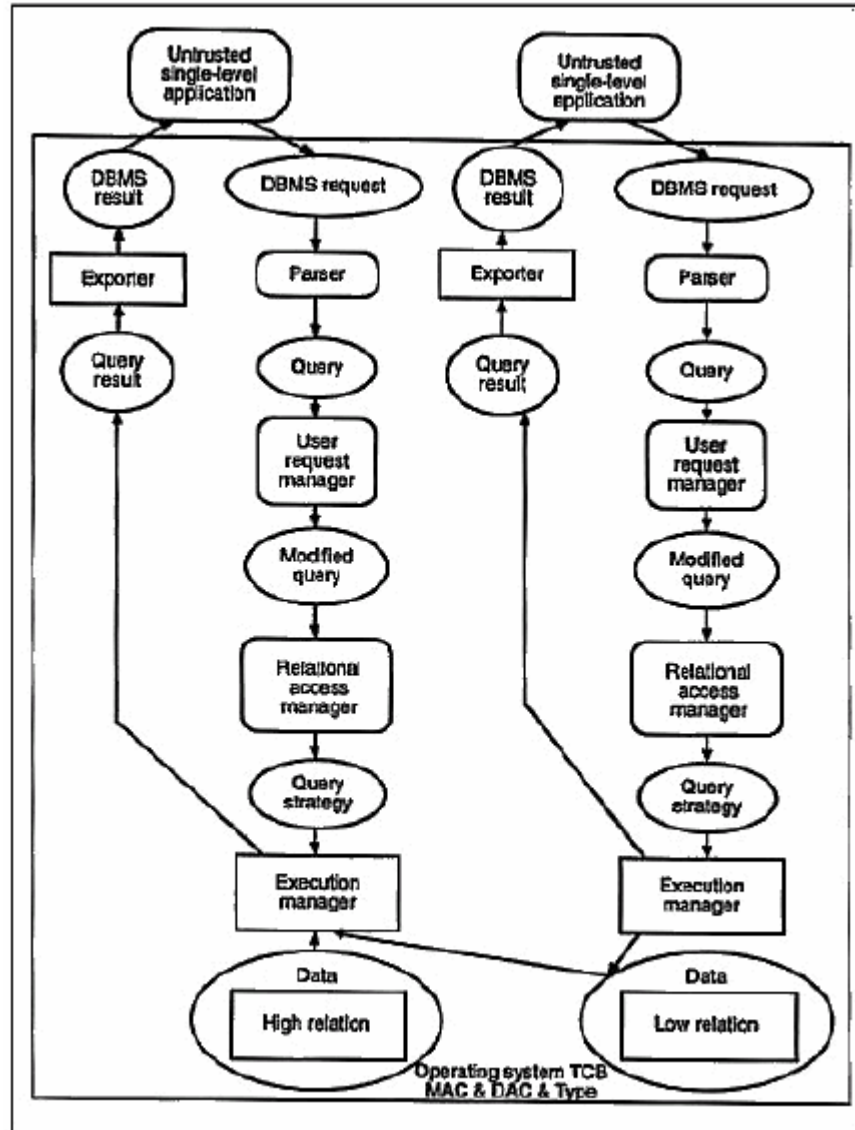 Untrusted
single-level
application
Untrusted
single-level
application
DBMS
result
DBMS request
DBMS
result
DBMS request
Exporter
Parser
Exporter
Parser
Query
result
Query
Query
result
Query
User
request
manager
User
request
manager
Modified
query
Modified
query
Relational
access
manager
Relational
access
manager
Query
strategy
Query
strategy
Execution
manager
Execution
manager
Data
High relation
Data
Low relation
Operating system TCB
MAC & DAC & Type